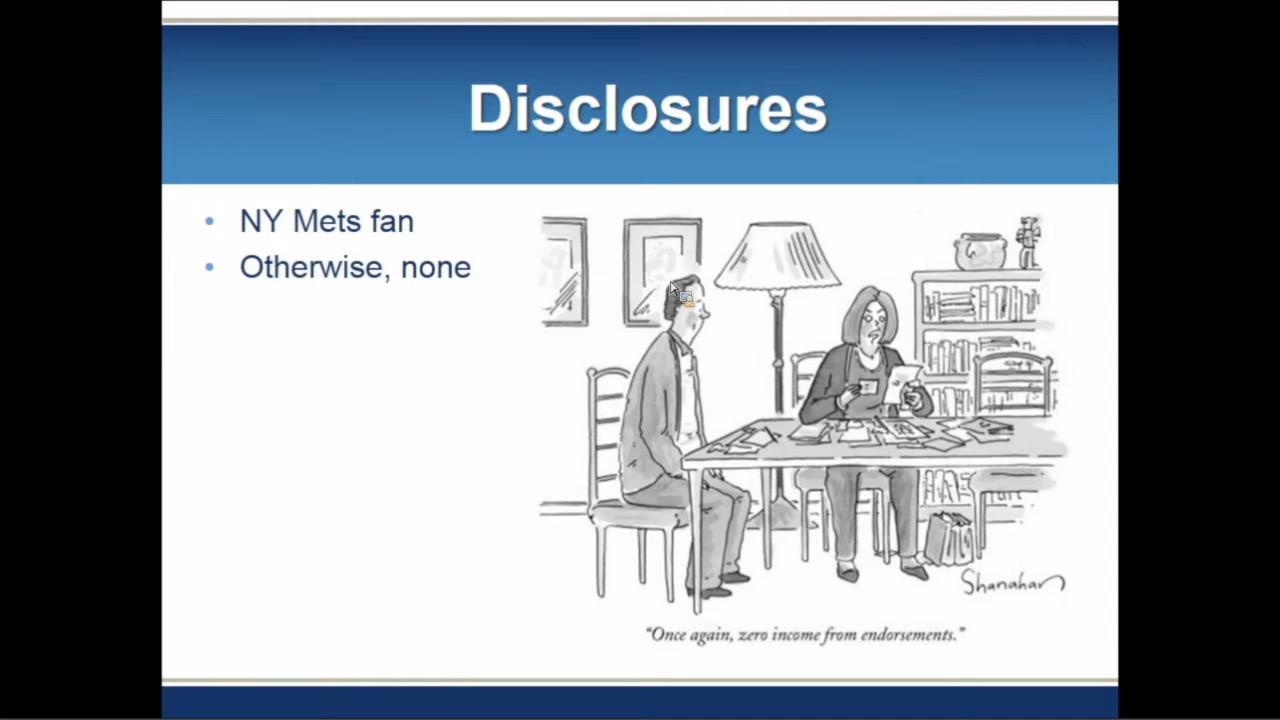 Disclosures
• NY Mets fan
• Otherwise, none
Shanahan
“Once again, zero income from endorsements.”